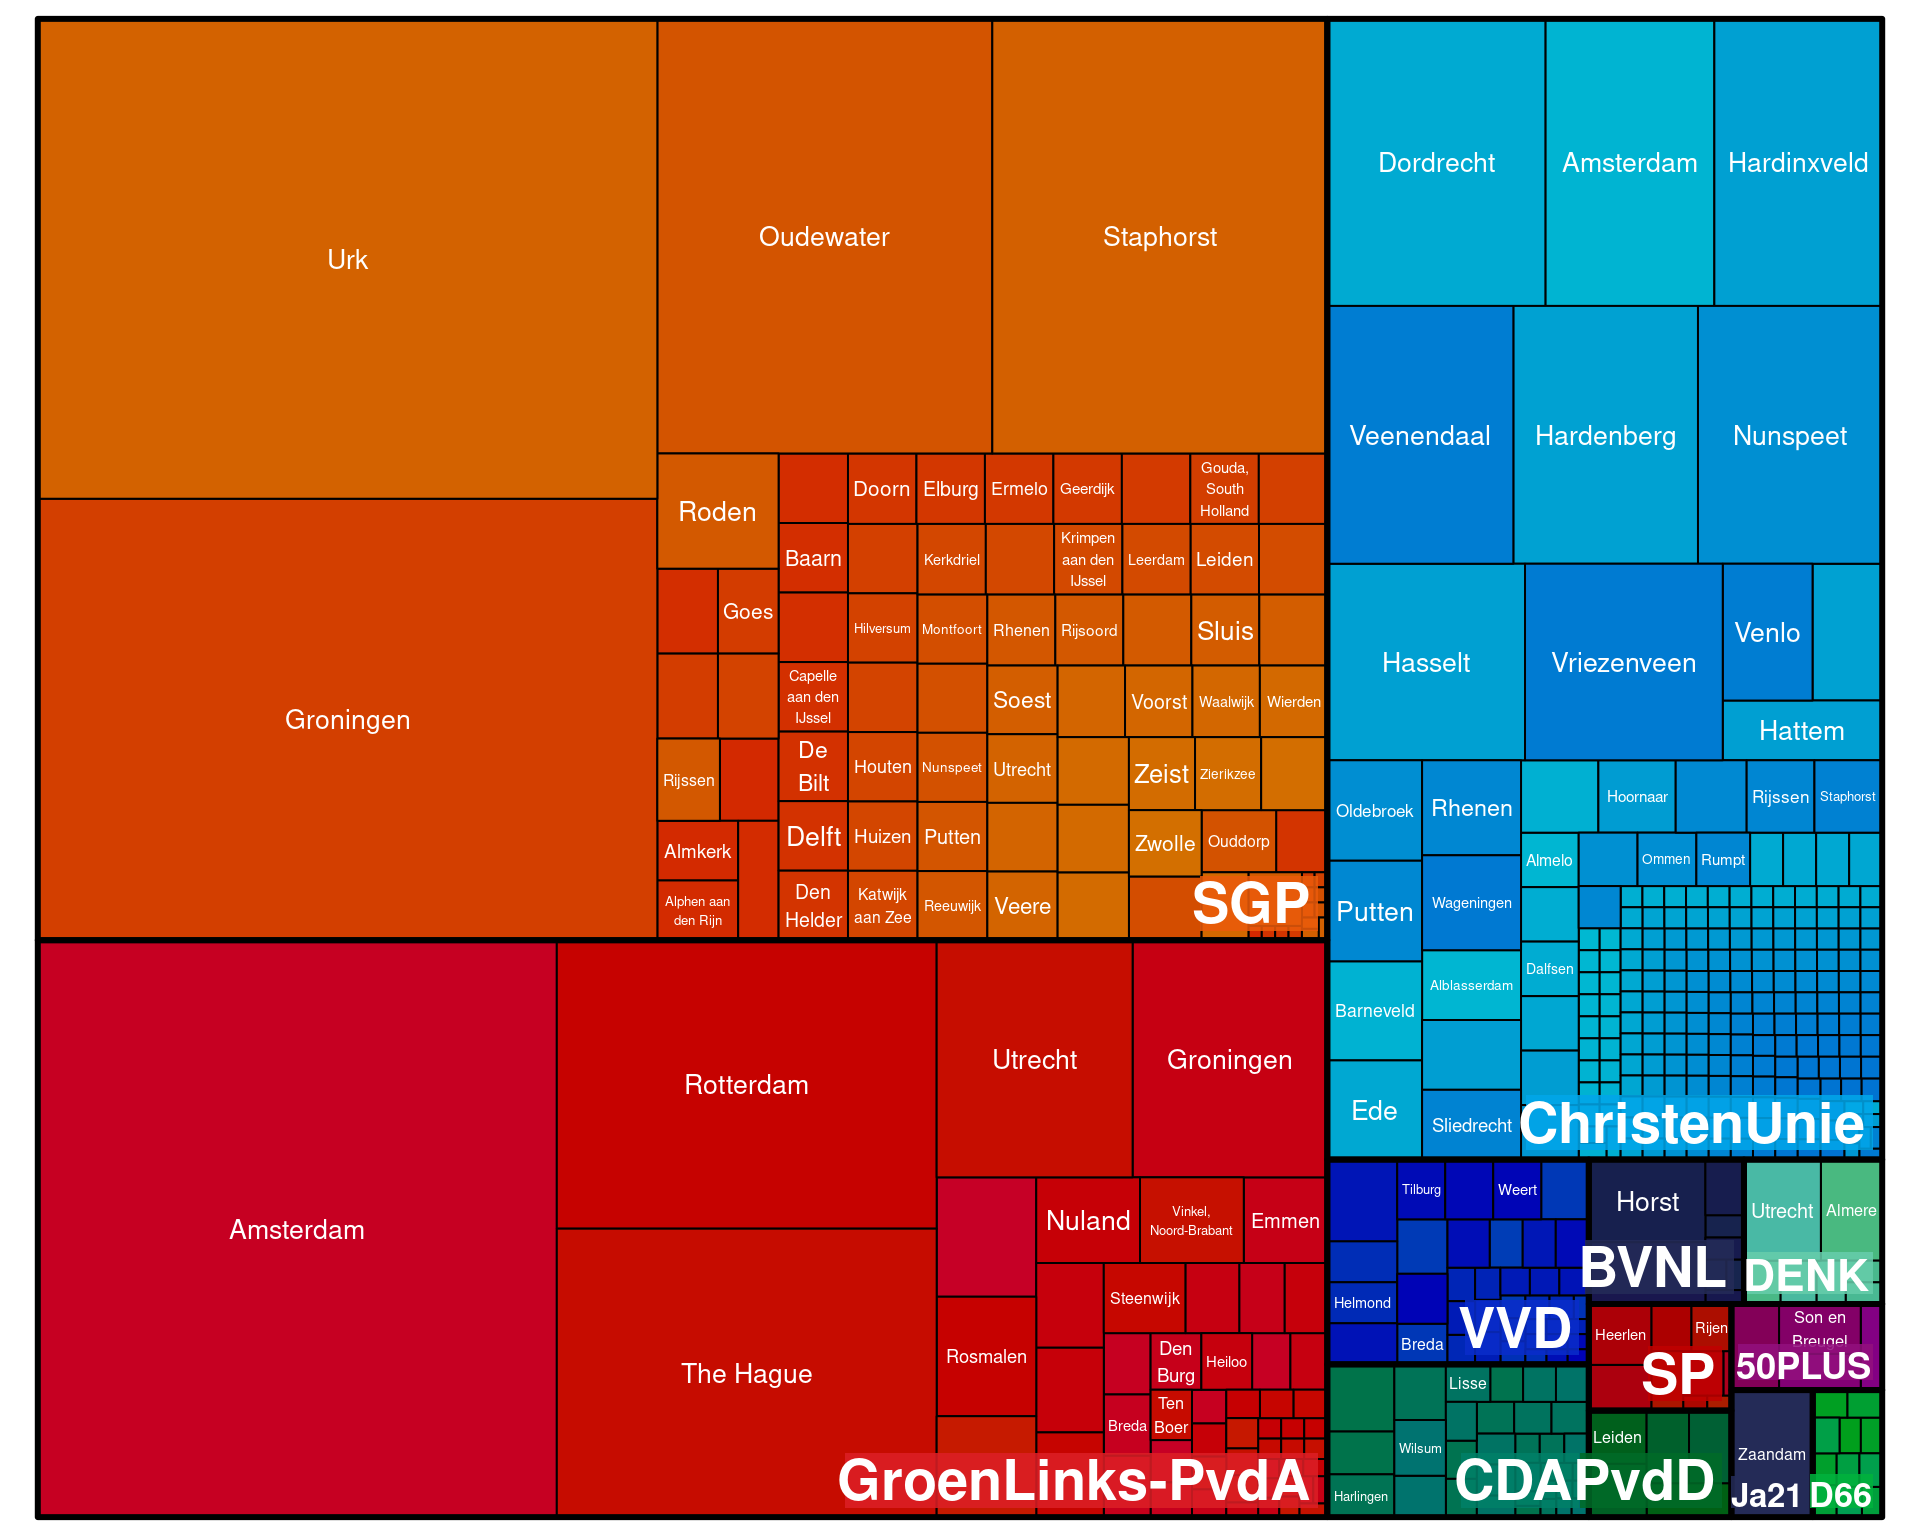 Urk
Oudewater
Staphorst
Groningen
Roden
Doorn
Elburg
Ermelo
Geerdijk
Gouda,
South
Holland
Baarn
Kerkdriel
Krimpen
aan den
IJssel
Leerdam
Leiden
Goes
Hilversum
Montfoort
Rhenen
Rijsoord
Sluis
Capelle
aan den
IJssel
Soest
Voorst
Waalwijk
Wierden
Rijssen
De
Bilt
Houten
Nunspeet
Utrecht
Zeist
Zierikzee
Almkerk
Delft
Huizen
Putten
Zwolle
Ouddorp
Alphen aan
den Rijn
Den
Helder
Katwijk
aan Zee
Reeuwijk
Veere
SGP
Amsterdam
Rotterdam
The Hague
Utrecht
Groningen
Nuland
Vinkel,
Noord-Brabant
Emmen
Steenwijk
Rosmalen
Den
Burg
Heiloo
Breda
Ten
Boer
GroenLinks-PvdA
Dordrecht
Amsterdam
Hardinxveld
Veenendaal
Hardenberg
Nunspeet
Hasselt
Vriezenveen
Venlo
Hattem
Oldebroek
Rhenen
Hoornaar
Rijssen
Staphorst
Almelo
Ommen
Rumpt
Putten
Wageningen
Dalfsen
Alblasserdam
Barneveld
Ede
Sliedrecht
ChristenUnie
Tilburg
Weert
Helmond
Breda
VVD
Horst
BVNL
Utrecht
Almere
DENK
Heerlen
Rijen
SP
Son en
Breugel
50PLUS
Lisse
Wilsum
Harlingen
CDA
Leiden
PvdD
Zaandam
Ja21
D66